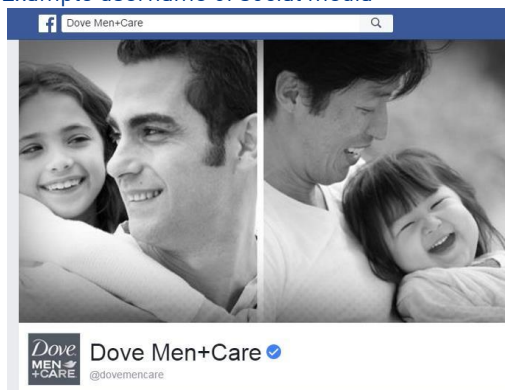 Example username of social media
f Dove Men+Care
Dove
MEN
+CARE
Dove Men+Care
@dovemencare